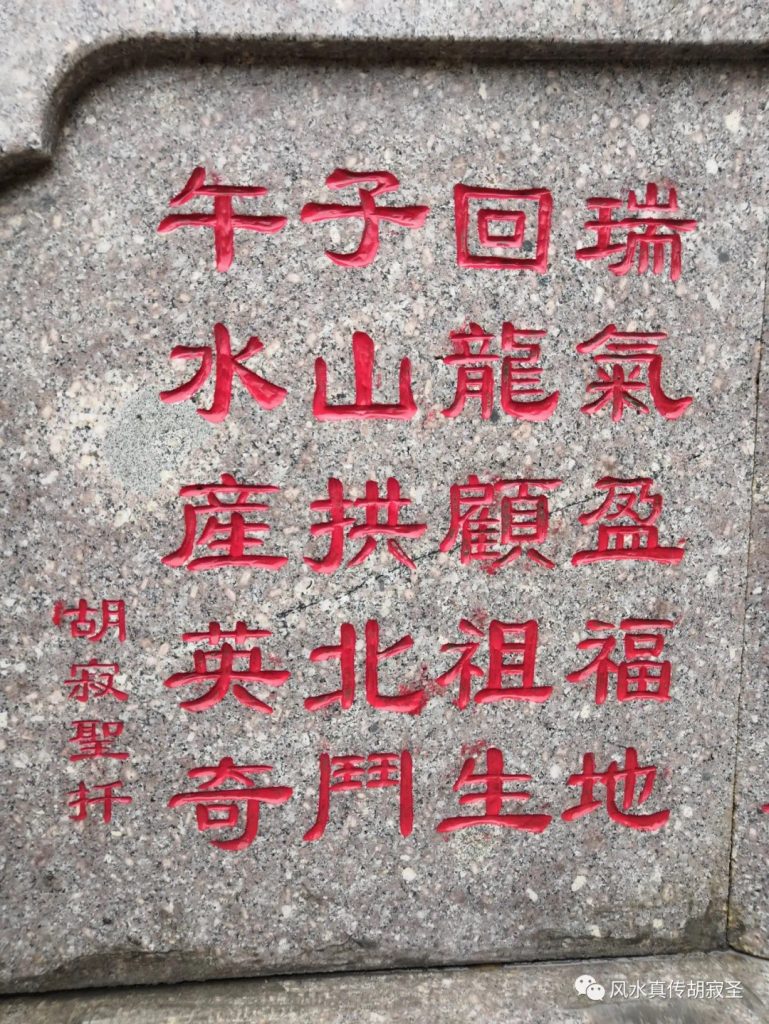 瑞氣盈福地
回龍顧祖生
子山拱北鬥
午水産英奇
胡寂聖扦
风水真传胡寂圣